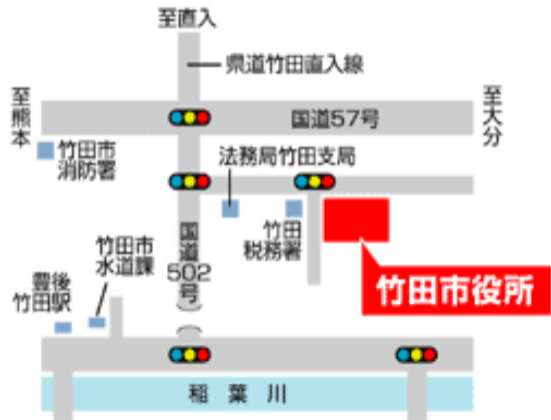 至直入
県道竹田直入線
至熊本
国道57号
至大分
竹田市
消防署
法務局竹田支局
竹田
税務署
国道
502
号
竹田市
水道課
豊後
竹田駅
竹田市役所
稲葉川